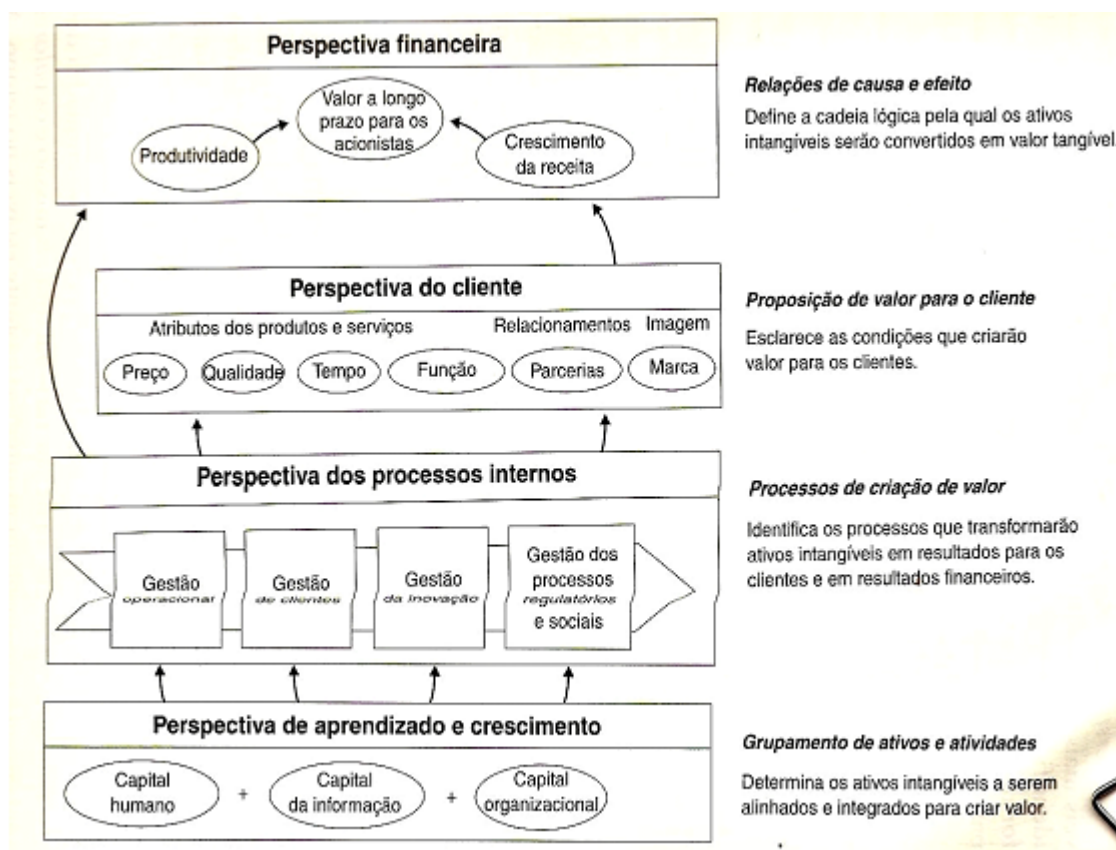 Perspectiva financeira
Valor a longo
prazo para os
acionistas
Produtividade
Crescimento
da receita
Relações de causa e efeito
Define a cadeia lógica pela qual os ativos
intangíveis serão convertidos em valor tangível.
Perspectiva do cliente
Atributos dos produtos e serviços
Relacionamentos
Imagem
Preço
Qualidade
Tempo
Função
Parcerias
Marca
Proposição de valor para o cliente
Esclarece as condições que criarão
valor para os clientes.
Perspectiva dos processos internos
Gestão
operacional
Gestão
de clientes
Gestão
da inovação
Gestão dos
processos
regulatórios
e sociais
Processos de criação de valor
Identifica os processos que transformarão
ativos intangíveis em resultados para os
clientes e em resultados financeiros.
Perspectiva de aprendizado e crescimento
Capital
humano
+
Capital
da informação
+
Capital
organizacional
Grupamento de ativos e atividades
Determina os ativos intangíveis a serem
alinhados e integrados para criar valor.